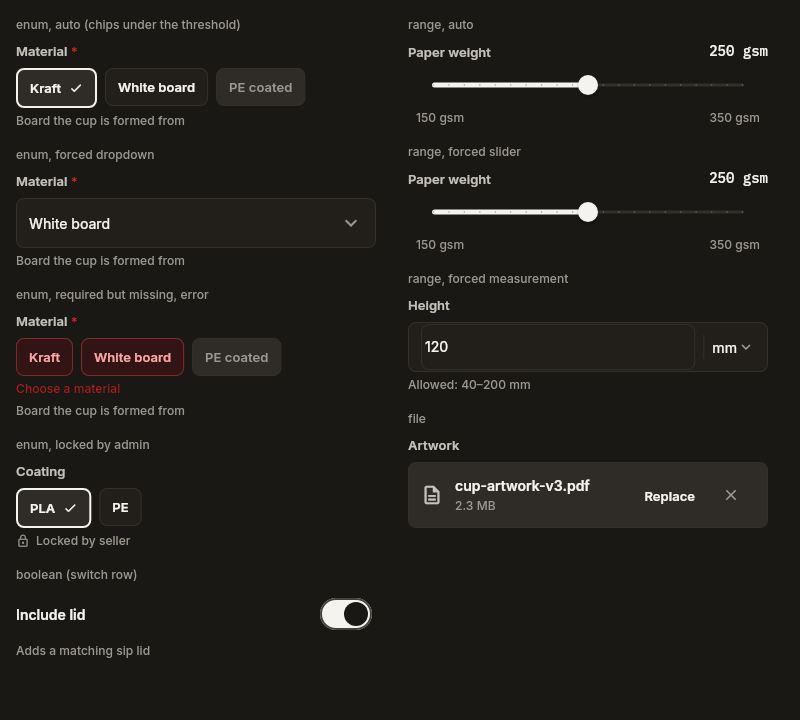 enum, auto (chips under the threshold)
Material *
Kraft
White board
PE coated
Board the cup is formed from
enum, forced dropdown
Material *
White board
Board the cup is formed from
enum, required but missing, error
Material *
Kraft
White board
PE coated
Choose a material
Board the cup is formed from
enum, locked by admin
Coating
PLA
PE
Locked by seller
boolean (switch row)
Include lid
Adds a matching sip lid
range, auto
Paper weight
250 gsm
150 gsm
350 gsm
range, forced slider
Paper weight
250 gsm
150 gsm
350 gsm
range, forced measurement
Height
120
mm
Allowed: 40–200 mm
file
Artwork
cup-artwork-v3.pdf
2.3 MB
Replace